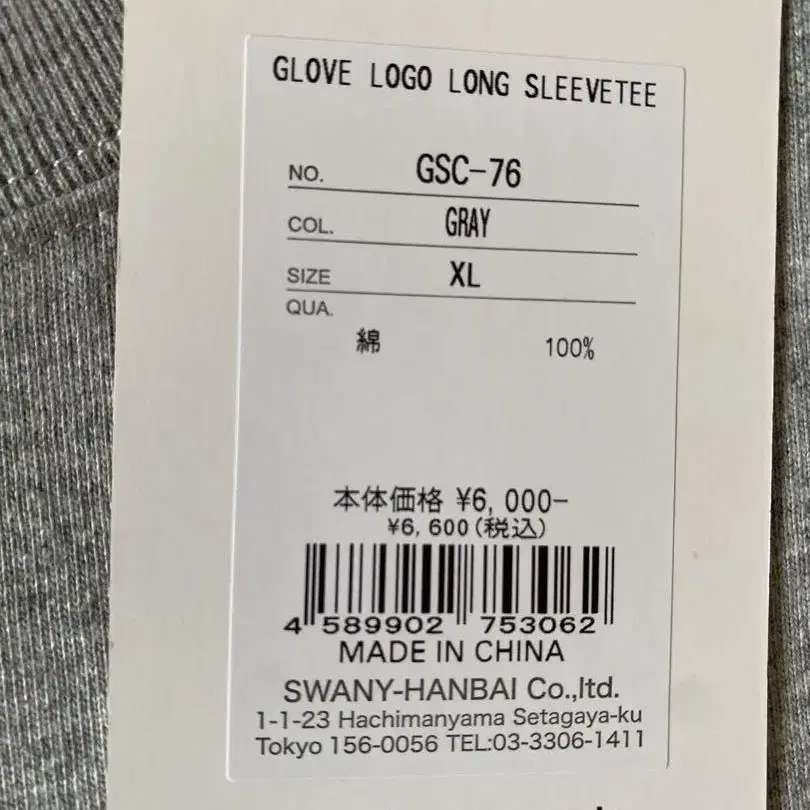 GLOVE LOGO LONG SLEEVETEE
NO. GSC-76
COL. GRAY
SIZE XL
QUA.
綿 100%
本体価格 ¥6,000-
¥6,600(税込)
4 589902 753062
MADE IN CHINA
SWANY-HANBAI Co.,ltd.
1-1-23 Hachimanyama Setagaya-ku
Tokyo 156-0056 TEL:03-3306-1411